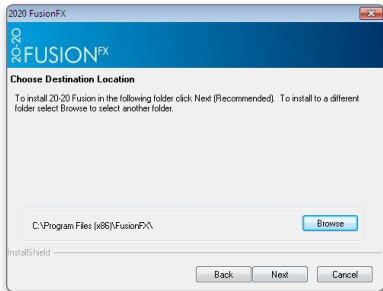 2020 FusionFX
20-20
FUSION FX
Choose Destination Location
To install 20-20 Fusion in the following folder click Next (Recommended). To install to a different
folder select Browse to select another folder.
C:\Program Files (x86)\FusionFX\
Browse
InstallShield
Back
Next
Cancel